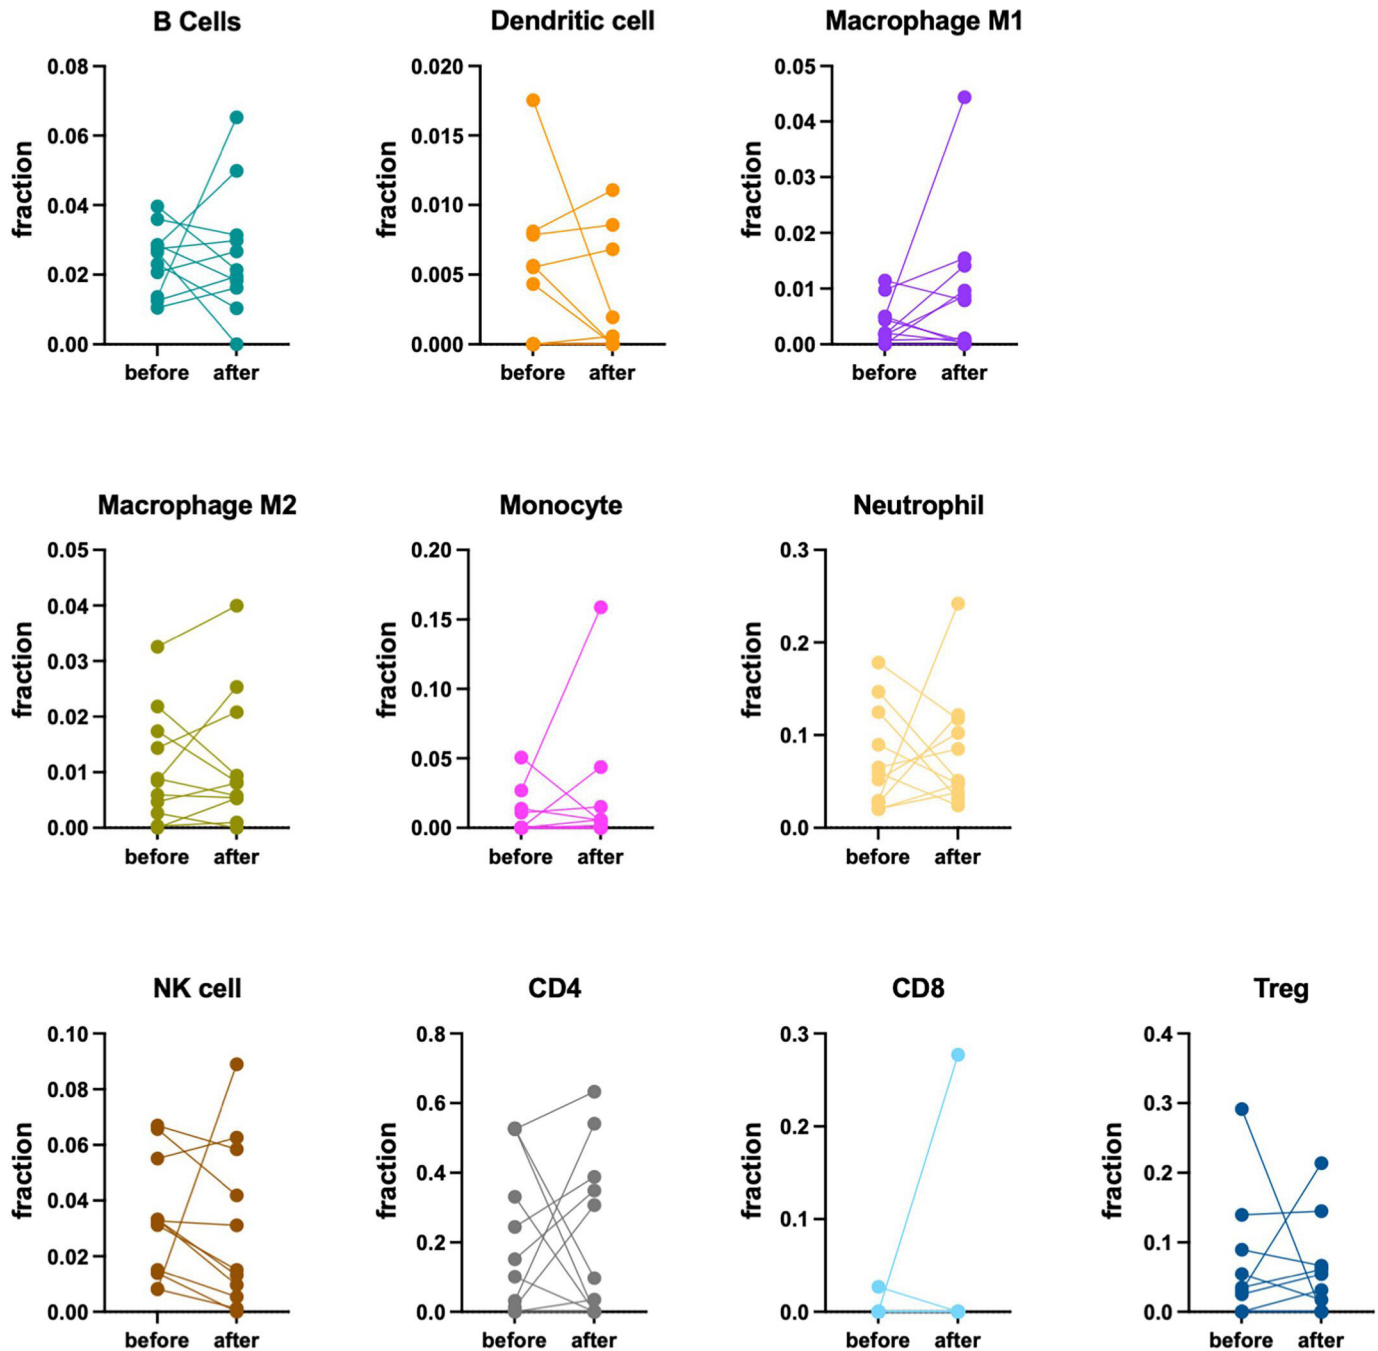 B Cells
0.08
0.06
0.04
0.02
0.00
fraction
before after
Dendritic cell
0.020
0.015
0.010
0.005
0.000
fraction
before after
Macrophage M1
0.05
0.04
0.03
0.02
0.01
0.00
fraction
before after
Macrophage M2
0.05
0.04
0.03
0.02
0.01
0.00
fraction
before after
Monocyte
0.20
0.15
0.10
0.05
0.00
fraction
before after
Neutrophil
0.3
0.2
0.1
0.0
fraction
before after
NK cell
0.10
0.08
0.06
0.04
0.02
0.00
fraction
before after
CD4
0.8
0.6
0.4
0.2
0.0
fraction
before after
CD8
0.3
0.2
0.1
0.0
fraction
before after
Treg
0.4
0.3
0.2
0.1
0.0
fraction
before after